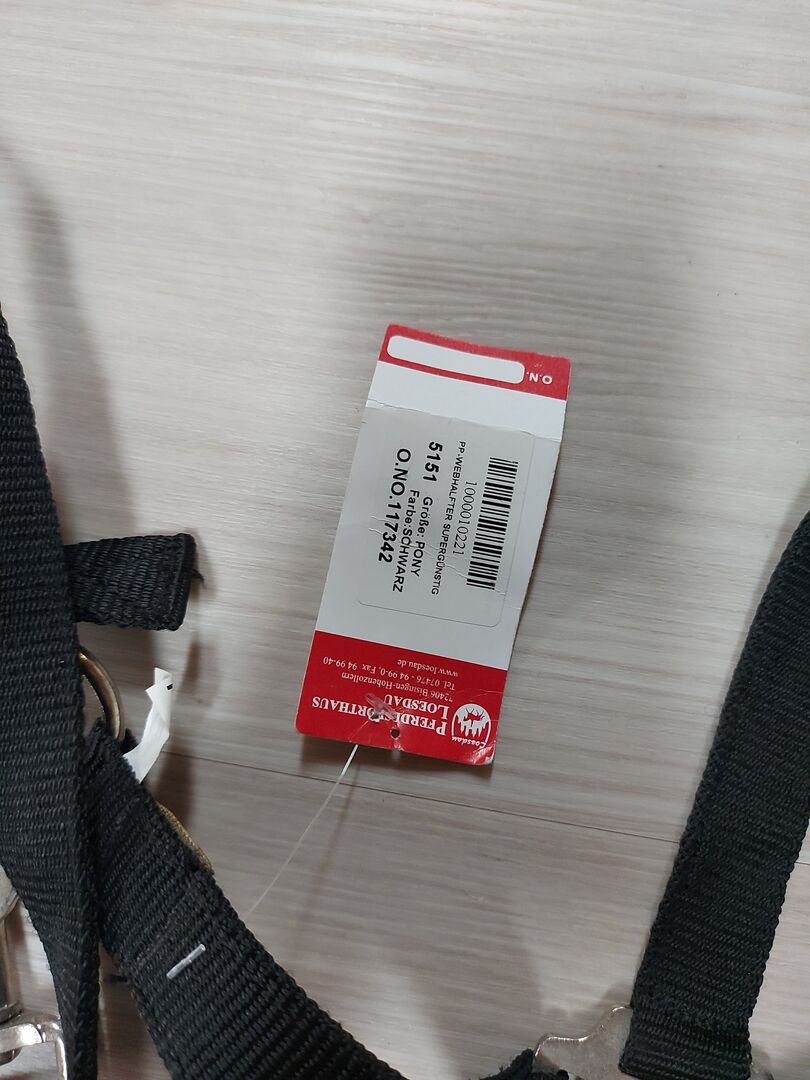 O.N.
1000010221
PP-WEBHALFTER SUPERGÜNSTIG
5151 Größe: PONY
Farbe:SCHWARZ
O.NO.117342
Loesdau
LOESDAU
72406 Bisingen-Hohenzollern
Tel. 07476 - 94 99-0, Fax 94 99-40
www.loesdau.de